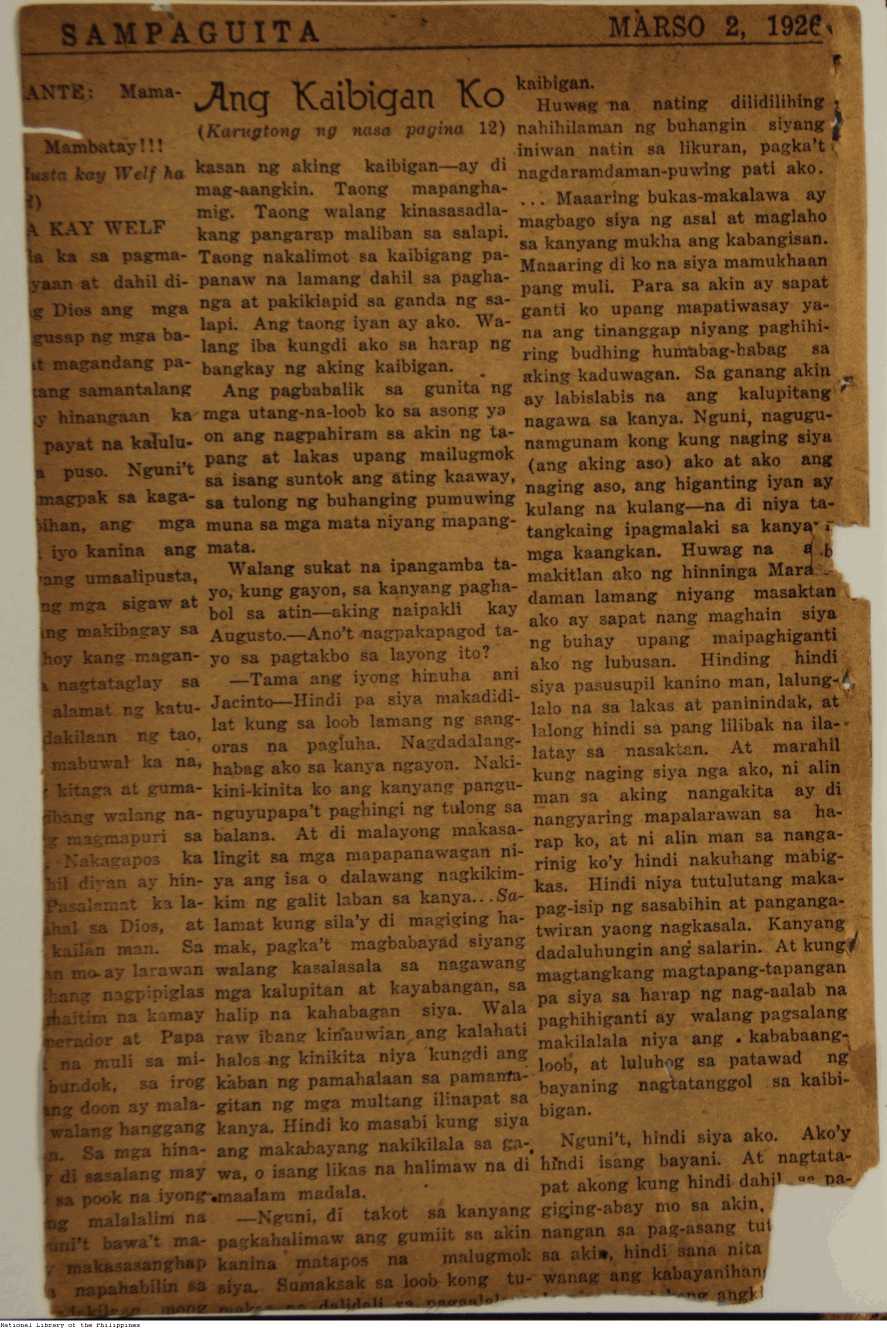 SAMPAGUITA
MARSO 2, 1926
ANTE: Mama-
Mambatay!!!
usta kay Welf ha
A KAY WELF
la ka sa pagma-
yaan at dahil di-
g Dios ang mga
gusap ng mga ba-
t magandang pa-
tang samantalang
y hinangaan ka
payat na kalulu-
a puso. Nguni't
magpak sa kaga-
bihan, ang mga
iyo kanina ang
ang umaalipusta,
ng mga sigaw at
ng makibagay sa
hoy kang magan-
a nagtataglay sa
alamat ng katu-
dakilaan ng tao,
mabuwal ka na,
kitaga at guma-
ibang walang na-
g magmapuri sa
Nakagapos ka
hil diyan ay hin-
Pasalamat ka la-
ahal sa Dios, at
kailan man. Sa
an mo ay larawan
bang nagpipiglas
maitim na kamay
perador at Papa
na muli sa mi-
bundok, sa irog
ang doon ay mala-
walang hanggang
n. Sa mga hina-
y di sasalang may
sa pook na iyong
ng malalalim na
uni't bawa't ma-
y makasasanghap
a napahabilin sa
mong
Ang Kaibigan Ko
(Karugtong ng nasa pagina 12)
kasan ng aking kaibigan—ay di
mag-aangkin. Taong mapangha-
mig. Taong walang kinasasadla-
kang pangarap maliban sa salapi.
Taong nakalimot sa kaibigang pa-
panaw na lamang dahil sa pagha-
nga at pakikiapid sa ganda ng sa-
lapi. Ang taong iyan ay ako. Wa-
lang iba kungdi ako sa harap ng
bangkay ng aking kaibigan.
Ang pagbabalik sa gunita ng
mga utang-na-loob ko sa asong ya
on ang nagpahiram sa akin ng ta-
pang at lakas upang mailugmok
sa isang suntok ang ating kaaway,
sa tulong ng buhanging pumuwing
muna sa mga mata niyang mapang-
mata.
Walang sukat na ipangamba ta-
yo, kung gayon, sa kanyang pagha-
bol sa atin—aking naipakli kay
Augusto.—Ano't nagpakapagod ta-
yo sa pagtakbo sa layong ito?
—Tama ang iyong hinuha ani
Jacinto—Hindi pa siya makadidi-
lat kung sa loob lamang ng sang-
oras na pagluha. Nagdadalang-
habag ako sa kanya ngayon. Naki-
kini-kinita ko ang kanyang pangu-
nguyupapa't paghingi ng tulong sa
balana. At di malayong makasa-
lingit sa mga mapapanawagan ni-
ya ang isa o dalawang nagkikim-
kim ng galit laban sa kanya...Sa-
lamat kung sila'y di magiging ha-
mak, pagka't magbabayad siyang
walang kasalasala sa nagawang
mga kalupitan at kayabangan, sa
halip na kahabagan siya. Wala
raw ibang kinauwian ang kalahati
halos ng kinikita niya kungdi ang
kaban ng pamahalaan sa pamama-
gitan ng mga multang ilinapat sa
kanya. Hindi ko masabi kung siya
ang makabayang nakikilala sa ga-
wa, o isang likas na halimaw na di
maalam madala.
—Nguni, di takot sa kanyang
pagkahalimaw ang gumiit sa akin
kanina matapos na malugmok
siya. Sumaksak sa loob kong tu-
na dalidali sa
kaibigan.
Huwag na nating dilidilihing
nahihilaman ng buhangin siyang
iniwan natin sa likuran, pagka't
nagdaramdaman-puwing pati ako.
... Maaaring bukas-makalawa ay
magbago siya ng asal at maglaho
sa kanyang mukha ang kabangisan.
Maaaring di ko na siya mamukhaan
pang muli. Para sa akin ay sapat
ganti ko upang mapatiwasay ya-
na ang tinanggap niyang paghihi-
ring budhing humabag-habag sa
aking kaduwagan. Sa ganang akin
ay labislabis na ang kalupitang
nagawa sa kanya. Nguni, nagugu-
namgunam kong kung naging siya
(ang aking aso) ako at ako ang
naging aso, ang higanting iyan ay
kulang na kulang—na di niya ta-
tangkaing ipagmalaki sa kanya
mga kaangkan. Huwag na
makitlan ako ng hinninga Mara
daman lamang niyang masaktan
ako ay sapat nang maghain siya
ng buhay upang maipaghiganti
ako ng lubusan. Hinding hindi
siya pasusupil kanino man, lalung-
lalo na sa lakas at paninindak, at
lalong hindi sa pang lilibak na ila-
latay sa nasaktan. At marahil
kung naging siya nga ako, ni alin
man sa aking nangakita ay di
nangyaring mapalarawan sa ha-
rap ko, at ni alin man sa nanga-
rinig ko'y hindi nakuhang mabig-
kas. Hindi niya tutulutang maka-
pag-isip ng sasabihin at panganga-
twiran yaong nagkasala. Kanyang
dadaluhungin ang salarin. At kung
magtangkang magtapang-tapangan
pa siya sa harap ng nag-aalab na
paghihiganti ay walang pagsalang
makilalala niya ang kababaang-
loob, at luluhog sa patawad ng
bayaning nagtatanggol sa kaibi-
bigan.
Nguni't, hindi siya ako. Ako'y
hindi isang bayani. At nagtata-
pat akong kung hindi dahil pa-
giging-abay mo sa akin,
nangan sa pag-asang
sa akin, hindi sana nita
wanag ang kabayanihan
National Library of the Philippines